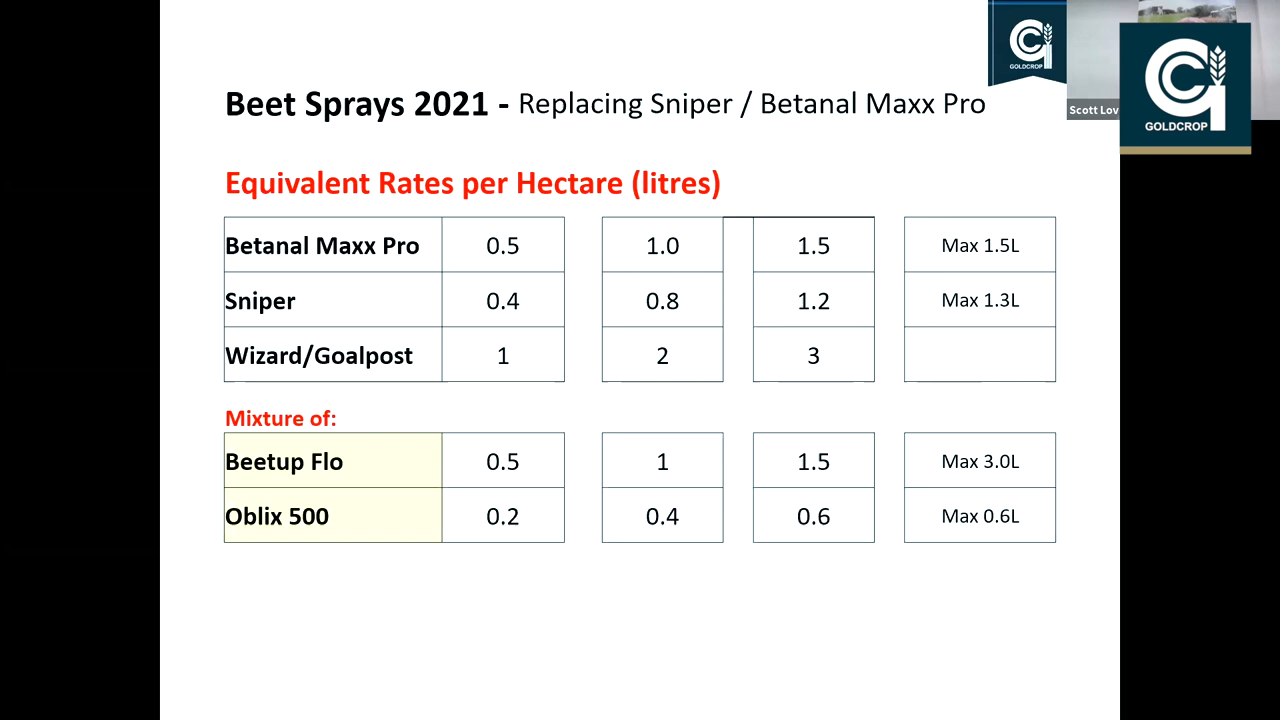 GOLDCROP
Scott Lov
GOLDCROP
Beet Sprays 2021 - Replacing Sniper / Betanal Maxx Pro
Equivalent Rates per Hectare (litres)
Betanal Maxx Pro 0.5 1.0 1.5 Max 1.5L
Sniper 0.4 0.8 1.2 Max 1.3L
Wizard/Goalpost 1 2 3
Mixture of:
Beetup Flo 0.5 1 1.5 Max 3.0L
Oblix 500 0.2 0.4 0.6 Max 0.6L